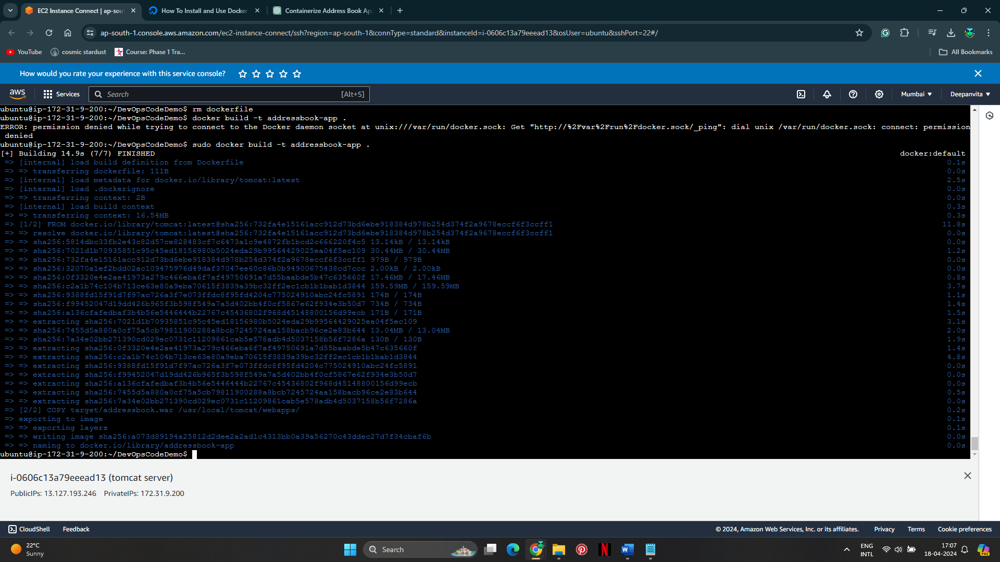 EC2 Instance Connect | ap-sou
How To Install and Use Docker
Containerize Address Book Ap
ap-south-1.console.aws.amazon.com/ec2-instance-connect/ssh?region=ap-south-1&connType=standard&instanceId=i-0606c13a79eeead13&osUser=ubuntu&sshPort=22#/
YouTube
cosmic stardust
Course: Phase 1 Tra...
All Bookmarks
How would you rate your experience with this service console?
aws
Services
Search
[Alt+S]
Mumbai
Deepanvita
ubuntu@ip-172-31-9-200:~/DevOpsCodeDemo$ rm dockerfile
ubuntu@ip-172-31-9-200:~/DevOpsCodeDemo$ docker build -t addressbook-app .
ERROR: permission denied while trying to connect to the Docker daemon socket at unix:///var/run/docker.sock: Get "http://%2Fvar%2Frun%2Fdocker.sock/_ping": dial unix /var/run/docker.sock: connect: permission
denied
ubuntu@ip-172-31-9-200:~/DevOpsCodeDemo$ sudo docker build -t addressbook-app .
[+] Building 14.9s (7/7) FINISHED docker:default
=> [internal] load build definition from Dockerfile 0.1s
=> => transferring dockerfile: 111B 0.0s
=> [internal] load metadata for docker.io/library/tomcat:latest 2.5s
=> [internal] load .dockerignore 0.0s
=> => transferring context: 2B 0.0s
=> [internal] load build context 0.3s
=> => transferring context: 16.54MB 0.3s
=> [1/2] FROM docker.io/library/tomcat:latest@sha256:732fa4e15161acc912d73bd6ebe918384d978b254d374f2a9678eccf6f3ccff1 11.8s
=> => resolve docker.io/library/tomcat:latest@sha256:732fa4e15161acc912d73bd6ebe918384d978b254d374f2a9678eccf6f3ccff1 0.0s
=> => sha256:5814dbc33fb2e43c82d57ce828483cf7c6473a1c9e4872fb1bcd2c666220f4c5 13.14kB / 13.14kB 0.0s
=> => sha256:7021d1b70935851c95c45ed18156980b5024eda29b99564429025ea04f5ec109 30.44MB / 30.44MB 1.2s
=> => sha256:732fa4e15161acc912d73bd6ebe918384d978b254d374f2a9678eccf6f3ccff1 979B / 979B 0.0s
=> => sha256:32070a1ef2bdd02ac109475976d49daf37047ee60c86b0b94900675438cd7ccc 2.00kB / 2.00kB 0.0s
=> => sha256:0f3320e4e2ae41973a279c466eba6f7af49750691a7d55baabde5b47c635660f 17.46MB / 17.46MB 0.8s
=> => sha256:c2a1b74c104b713ce63e80a9eba70615f3839a39bc32ff2ec1cb1b1bab1d3844 159.59MB / 159.59MB 3.7s
=> => sha256:9388fd15f91d7f97ac726a3f7e073ffdc8f95fd4204c775024910abc24fc5891 174B / 174B 1.1s
=> => sha256:f99452047d19dd426b965f3b598f549a7a5d402bb4f0cf5867e62f934e3b50d7 734B / 734B 1.4s
=> => sha256:a136cfafedbaf3b4b56e5446444b22767c45436802f968d45148800156d99ecb 171B / 171B 1.5s
=> => extracting sha256:7021d1b70935851c95c45ed18156980b5024eda29b99564429025ea04f5ec109 3.1s
=> => sha256:7455d5a880a0cf75a5cb79811900288a8bcb7245724aa158bacb96ce2e83b644 13.04MB / 13.04MB 2.0s
=> => sha256:7a34e02bb271390cd029ec0731c11209861cab5e578adb4d5037158b56f7286a 130B / 130B 1.9s
=> => extracting sha256:0f3320e4e2ae41973a279c466eba6f7af49750691a7d55baabde5b47c635660f 1.4s
=> => extracting sha256:c2a1b74c104b713ce63e80a9eba70615f3839a39bc32ff2ec1cb1b1bab1d3844 4.8s
=> => extracting sha256:9388fd15f91d7f97ac726a3f7e073ffdc8f95fd4204c775024910abc24fc5891 0.0s
=> => extracting sha256:f99452047d19dd426b965f3b598f549a7a5d402bb4f0cf5867e62f934e3b50d7 0.0s
=> => extracting sha256:a136cfafedbaf3b4b56e5446444b22767c45436802f968d45148800156d99ecb 0.0s
=> => extracting sha256:7455d5a880a0cf75a5cb79811900288a8bcb7245724aa158bacb96ce2e83b644 0.5s
=> => extracting sha256:7a34e02bb271390cd029ec0731c11209861cab5e578adb4d5037158b56f7286a 0.0s
=> [2/2] COPY target/addressbook.war /usr/local/tomcat/webapps/ 0.2s
=> exporting to image 0.1s
=> => exporting layers 0.1s
=> => writing image sha256:a073d89194a25812d2dee2a2ad1c4313bb0a39a56270c43ddec27d7f34cbaf6b 0.0s
=> => naming to docker.io/library/addressbook-app 0.0s
ubuntu@ip-172-31-9-200:~/DevOpsCodeDemo$
i-0606c13a79eeead13 (tomcat server)
PublicIPs: 13.127.193.246 PrivateIPs: 172.31.9.200
CloudShell
Feedback
© 2024, Amazon Web Services, Inc. or its affiliates.
Privacy
Terms
Cookie preferences
22°C
Sunny
Search
ENG
INTL
17:07
18-04-2024